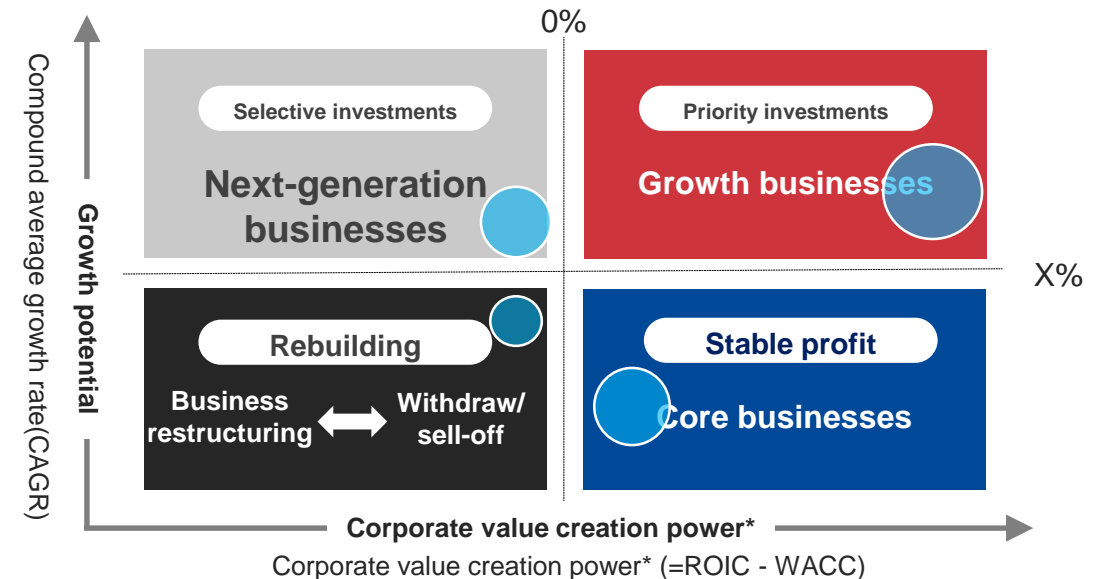 0%
Selective investments
Next-generation
businesses
Priority investments
Growth businesses
X%
Growth potential
Compound average growth rate(CAGR)
Rebuilding
Business
restructuring
Withdraw/
sell-off
Stable profit
Core businesses
Corporate value creation power*
Corporate value creation power* (=ROIC - WACC)